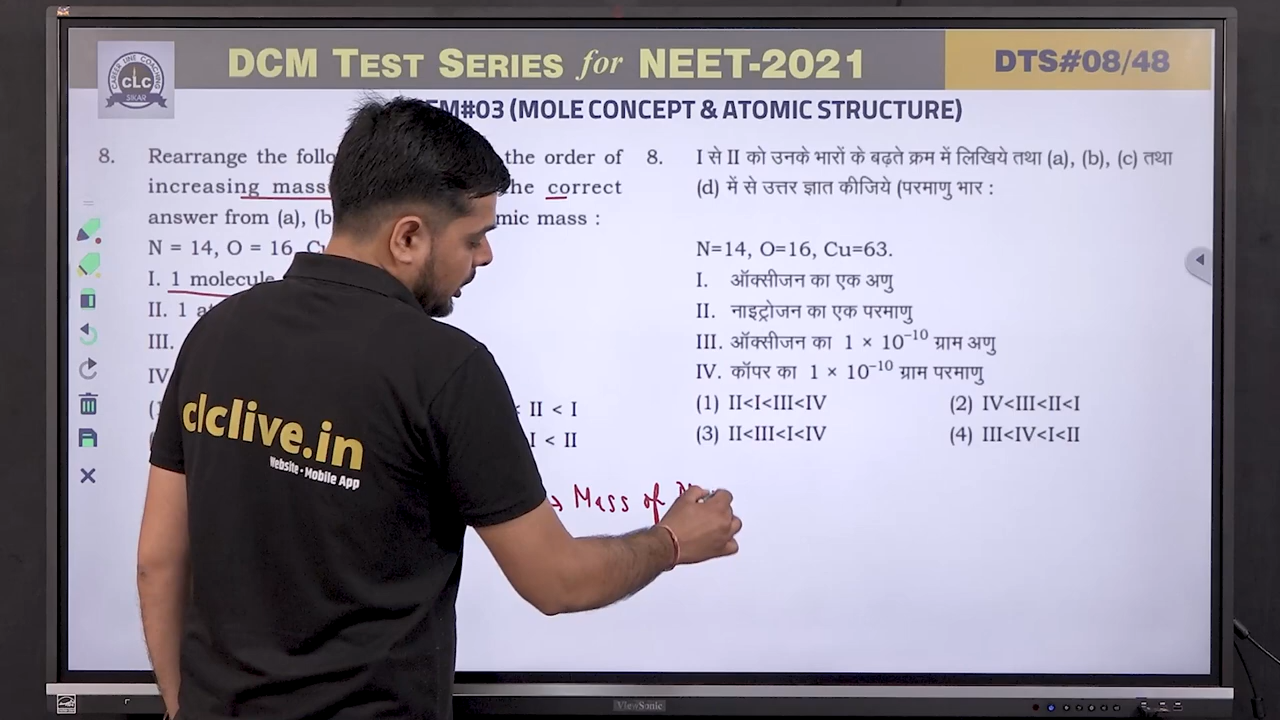 DCM TEST SERIES for NEET-2021
DTS#08/48
CAREER LINE COACHING
CLC
SIKAR
EM#03 (MOLE CONCEPT & ATOMIC STRUCTURE)
8. Rearrange the follo the order of
increasing mass he correct
answer from (a), (b mic mass :
N = 14, O = 16
I. 1 molecule
II. 1 a
III.
IV
< II < I
I < II
8. I से II को उनके भारों के बढ़ते क्रम में लिखिये तथा (a), (b), (c) तथा
(d) में से उत्तर ज्ञात कीजिये (परमाणु भार :
N=14, O=16, Cu=63.
I. ऑक्सीजन का एक अणु
II. नाइट्रोजन का एक परमाणु
III. ऑक्सीजन का 1 × 10⁻¹⁰ ग्राम अणु
IV. कॉपर का 1 × 10⁻¹⁰ ग्राम परमाणु
(1) II<I<III<IV (2) IV<III<II<I
(3) II<III<I<IV (4) III<IV<I<II
→ Mass of
clclive.in
Website - Mobile App
ViewSonic